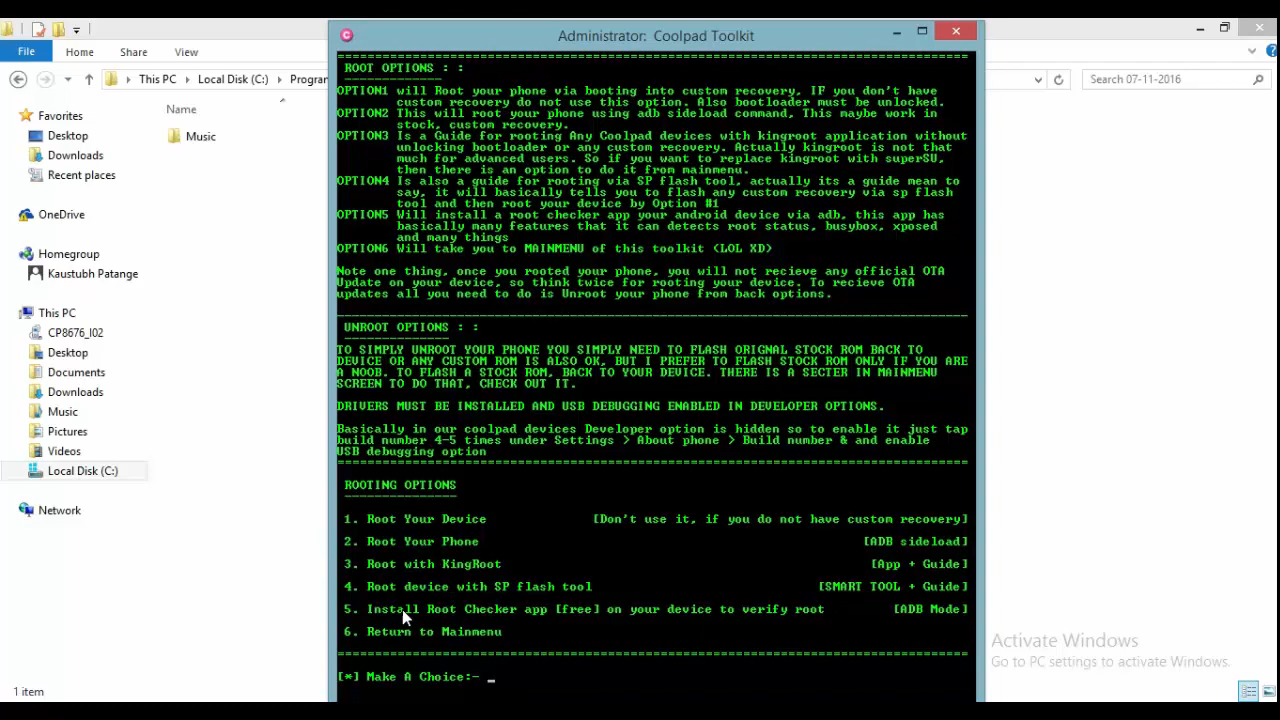 Administrator: Coolpad Toolkit
File Home Share View
This PC Local Disk (C:) Program
Search 07-11-2016
Name
Music
Favorites
Desktop
Downloads
Recent places
OneDrive
Homegroup
Kaustubh Patange
This PC
CP8676_I02
Desktop
Documents
Downloads
Music
Pictures
Videos
Local Disk (C:)
Network
1 item
ROOT OPTIONS : :
OPTION1 will Root your phone via booting into custom recovery, IF you don't have
custom recovery do not use this option. Also bootloader must be unlocked.
OPTION2 This will root your phone using adb sideload command, This maybe work in
stock, custom recovery.
OPTION3 Is a Guide for rooting Any Coolpad devices with kingroot application without
unlocking bootloader or any custom recovery. Actually kingroot is not that
much for advanced users. So if you want to replace kingroot with superSU,
then there is an option to do it from mainmenu.
OPTION4 Is also a guide for rooting via SP flash tool, actually its a guide mean to
say, it will basically tells you to flash any custom recovery via sp flash
tool and then root your device by Option #1
OPTION5 Will install a root checker app your android device via adb, this app has
basically many features that it can detects root status, busybox, xposed
and many things
OPTION6 Will take you to MAINMENU of this toolkit (LOL XD)
Note one thing, once you rooted your phone, you will not recieve any official OTA
Update on your device, so think twice for rooting your device. To recieve OTA
updates all you need to do is Unroot your phone from back options.
UNROOT OPTIONS : :
TO SIMPLY UNROOT YOUR PHONE YOU SIMPLY NEED TO FLASH ORIGNAL STOCK ROM BACK TO
DEVICE OR ANY CUSTOM ROM IS ALSO OK, BUT I PREFER TO FLASH STOCK ROM ONLY IF YOU ARE
A NOOB. TO FLASH A STOCK ROM, BACK TO YOUR DEVICE. THERE IS A SECTER IN MAINMENU
SCREEN TO DO THAT, CHECK OUT IT.
DRIVERS MUST BE INSTALLED AND USB DEBUGGING ENABLED IN DEVELOPER OPTIONS.
Basically in our coolpad devices Developer option is hidden so to enable it just tap
build number 4-5 times under Settings > About phone > Build number & and enable
USB debugging option
ROOTING OPTIONS
1. Root Your Device [Don't use it, if you do not have custom recovery]
2. Root Your Phone [ADB sideload]
3. Root with KingRoot [App + Guide]
4. Root device with SP flash tool [SMART TOOL + Guide]
5. Install Root Checker app [free] on your device to verify root [ADB Mode]
6. Return to Mainmenu
[*] Make A Choice:- _
Activate Windows
Go to PC settings to activate Windows.